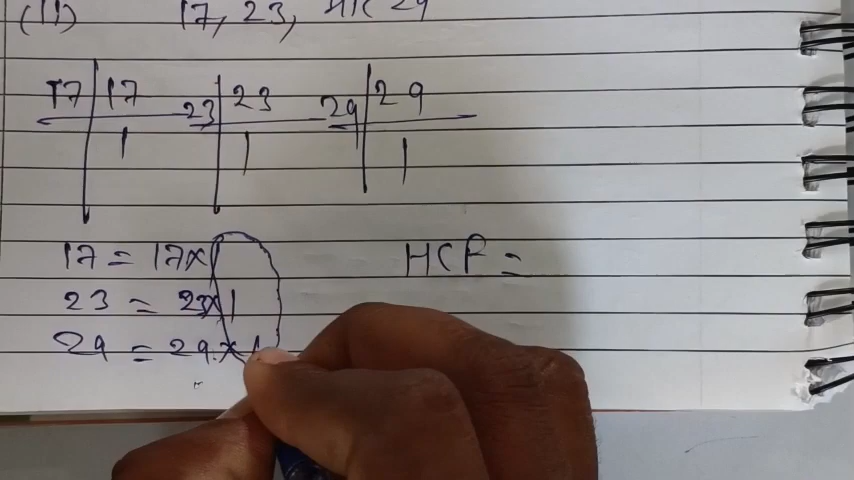 (II) 17, 23, 29
17 | 17 23 | 23 29 | 29
1 1 1
17 = 17×1 HCF =
23 = 23×1
29 = 29×1